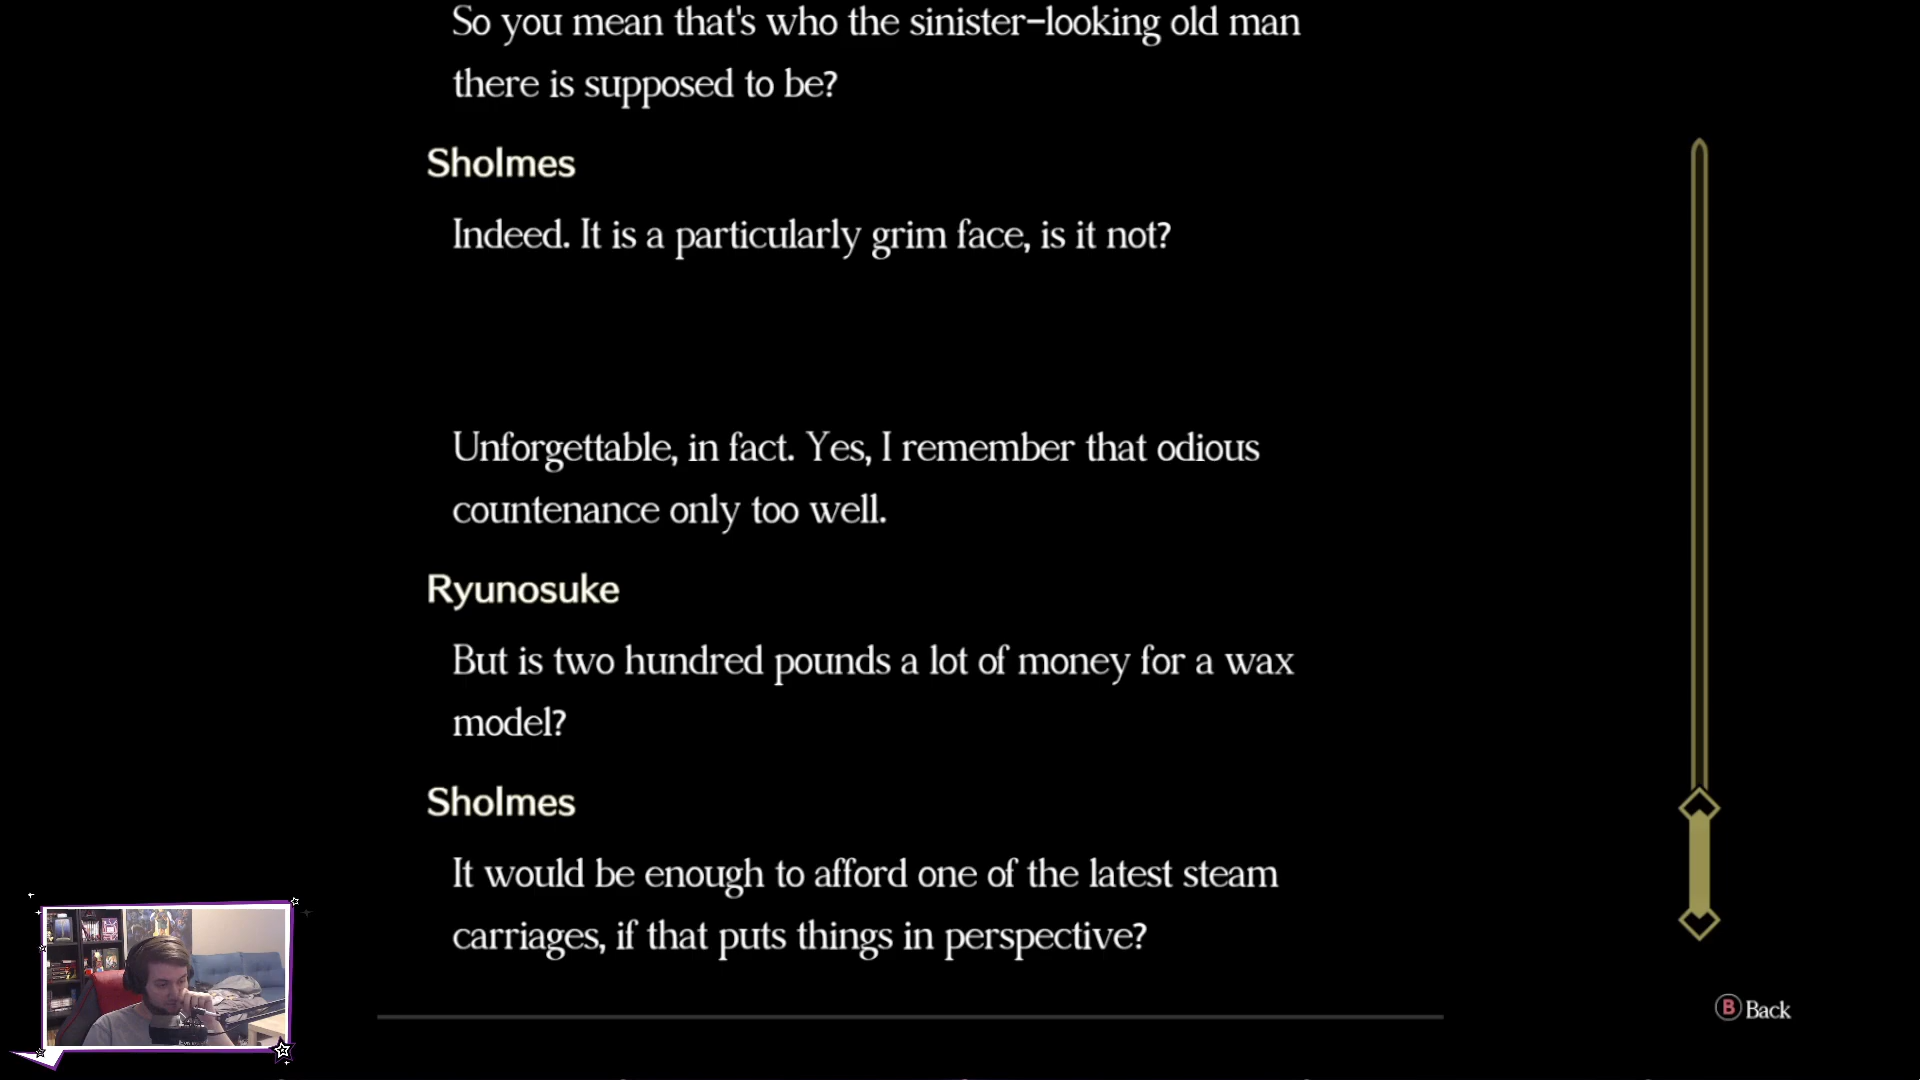 So you mean that's who the sinister-looking old man
there is supposed to be?
Sholmes
Indeed. It is a particularly grim face, is it not?
Unforgettable, in fact. Yes, I remember that odious
countenance only too well.
Ryunosuke
But is two hundred pounds a lot of money for a wax
model?
Sholmes
It would be enough to afford one of the latest steam
carriages, if that puts things in perspective?
B Back